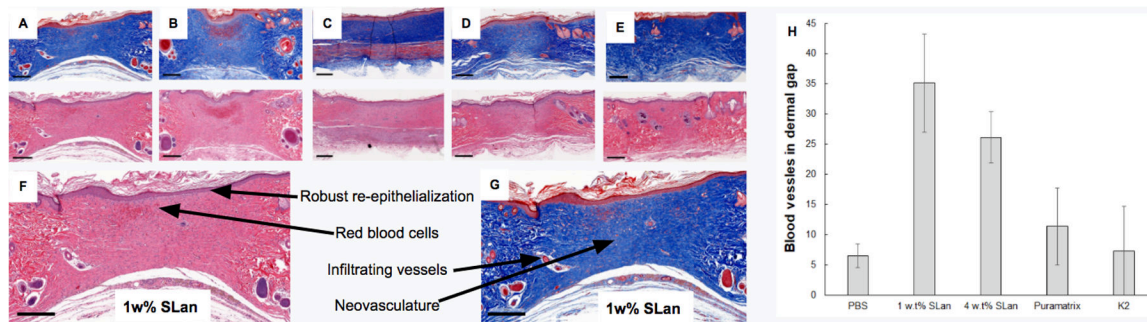 A
B
C
D
E
F
G
Robust re-epithelialization
Red blood cells
Infiltrating vessels
Neovasculature
1w% SLan
1w% SLan
H
Blood vessles in dermal gap
45
40
35
30
25
20
15
10
5
0
PBS
1 w.t% SLan
4 w.t% SLan
Puramatrix
K2